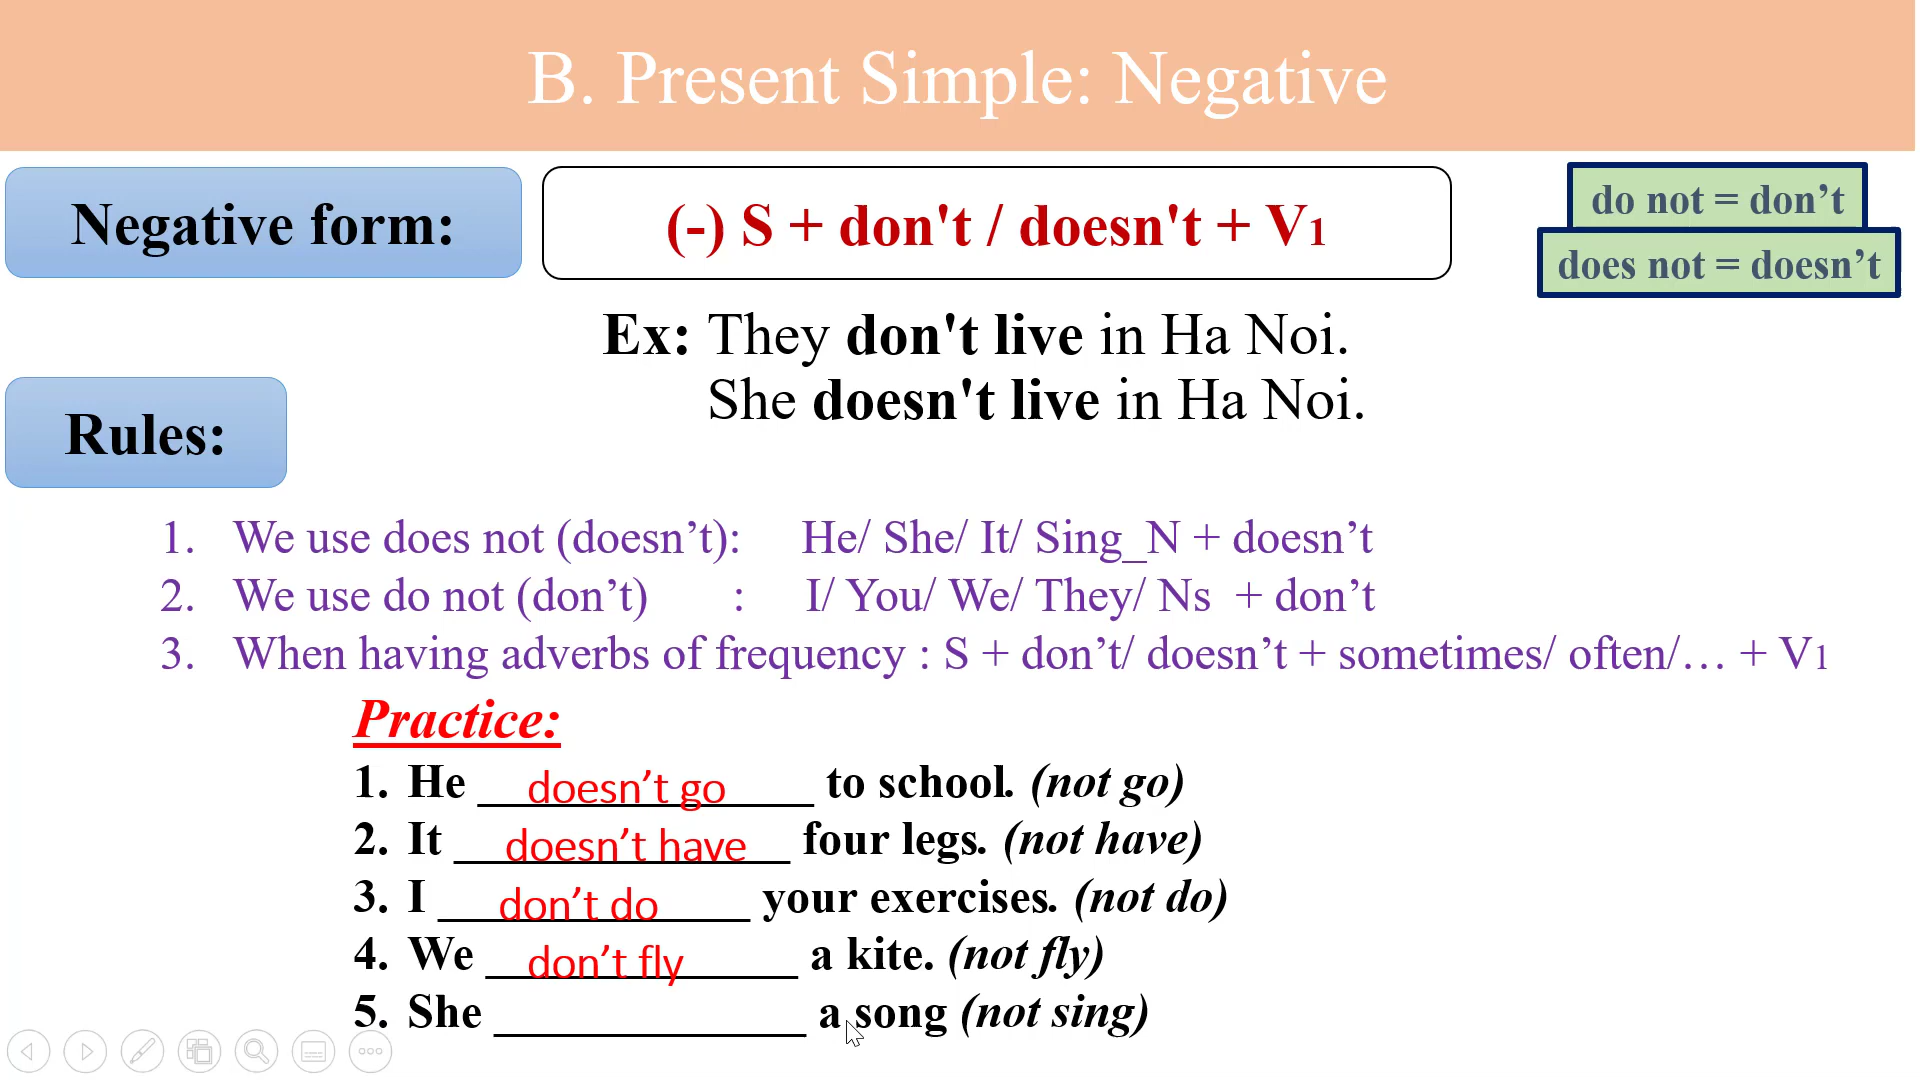 B. Present Simple: Negative
Negative form:
(-) S + don't / doesn't + V1
do not = don’t
does not = doesn’t
Ex: They don't live in Ha Noi.
She doesn't live in Ha Noi.
Rules:
1. We use does not (doesn’t): He/ She/ It/ Sing_N + doesn’t
2. We use do not (don’t) : I/ You/ We/ They/ Ns + don’t
3. When having adverbs of frequency : S + don’t/ doesn’t + sometimes/ often/… + V1
Practice:
1. He ______________ doesn’t go to school. (not go)
2. It ______________ doesn’t have four legs. (not have)
3. I _____________ don’t do your exercises. (not do)
4. We _____________ don’t fly a kite. (not fly)
5. She _____________ a song (not sing)